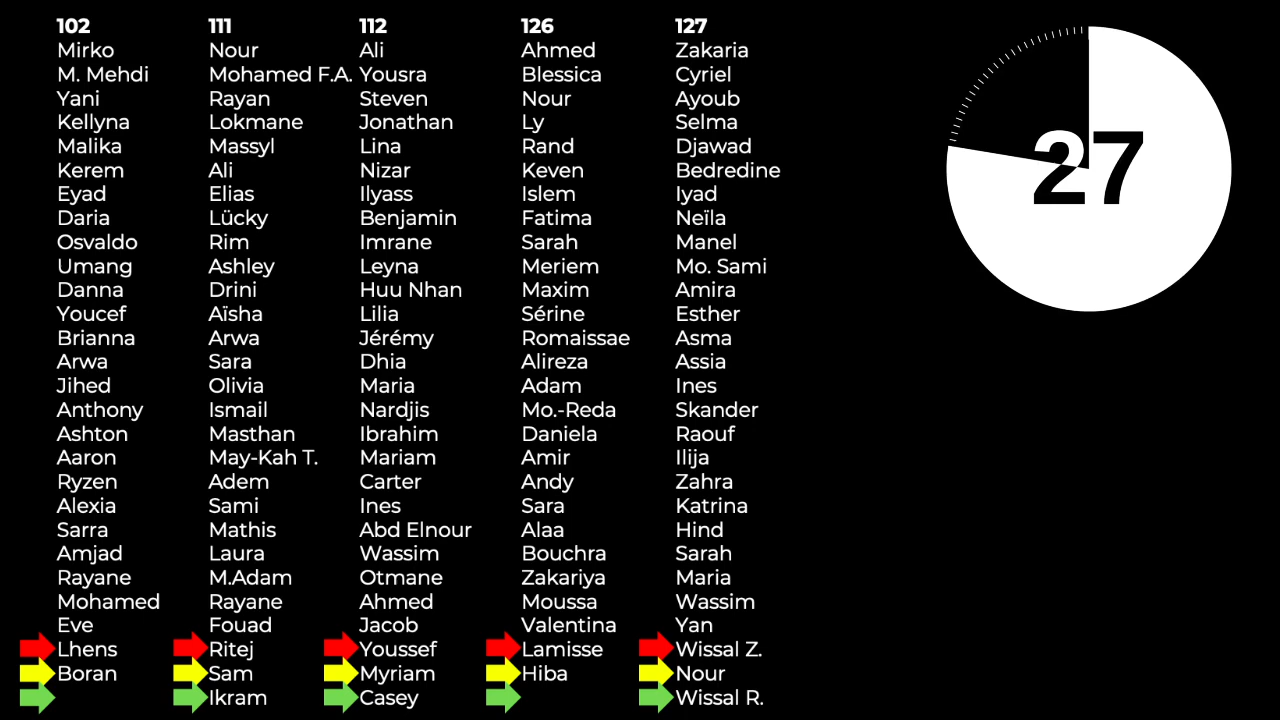 102 111 112 126 127
Mirko Nour Ali Ahmed Zakaria
M. Mehdi Mohamed F.A. Yousra Blessica Cyriel
Yani Rayan Steven Nour Ayoub
Kellyna Lokmane Jonathan Ly Selma
Malika Massyl Lina Rand Djawad
Kerem Ali Nizar Keven Bedredine
Eyad Elias Ilyass Islem Iyad
Daria Lücky Benjamin Fatima Neïla
Osvaldo Rim Imrane Sarah Manel
Umang Ashley Leyna Meriem Mo. Sami
Danna Drini Huu Nhan Maxim Amira
Youcef Aïsha Lilia Sérine Esther
Brianna Arwa Jérémy Romaissae Asma
Arwa Sara Dhia Alireza Assia
Jihed Olivia Maria Adam Ines
Anthony Ismail Nardjis Mo.-Reda Skander
Ashton Masthan Ibrahim Daniela Raouf
Aaron May-Kah T. Mariam Amir Ilija
Ryzen Adem Carter Andy Zahra
Alexia Sami Ines Sara Katrina
Sarra Mathis Abd Elnour Alaa Hind
Amjad Laura Wassim Bouchra Sarah
Rayane M.Adam Otmane Zakariya Maria
Mohamed Rayane Ahmed Moussa Wassim
Eve Fouad Jacob Valentina Yan
Lhens Ritej Youssef Lamisse Wissal Z.
Boran Sam Myriam Hiba Nour
Ikram Casey Wissal R.
27